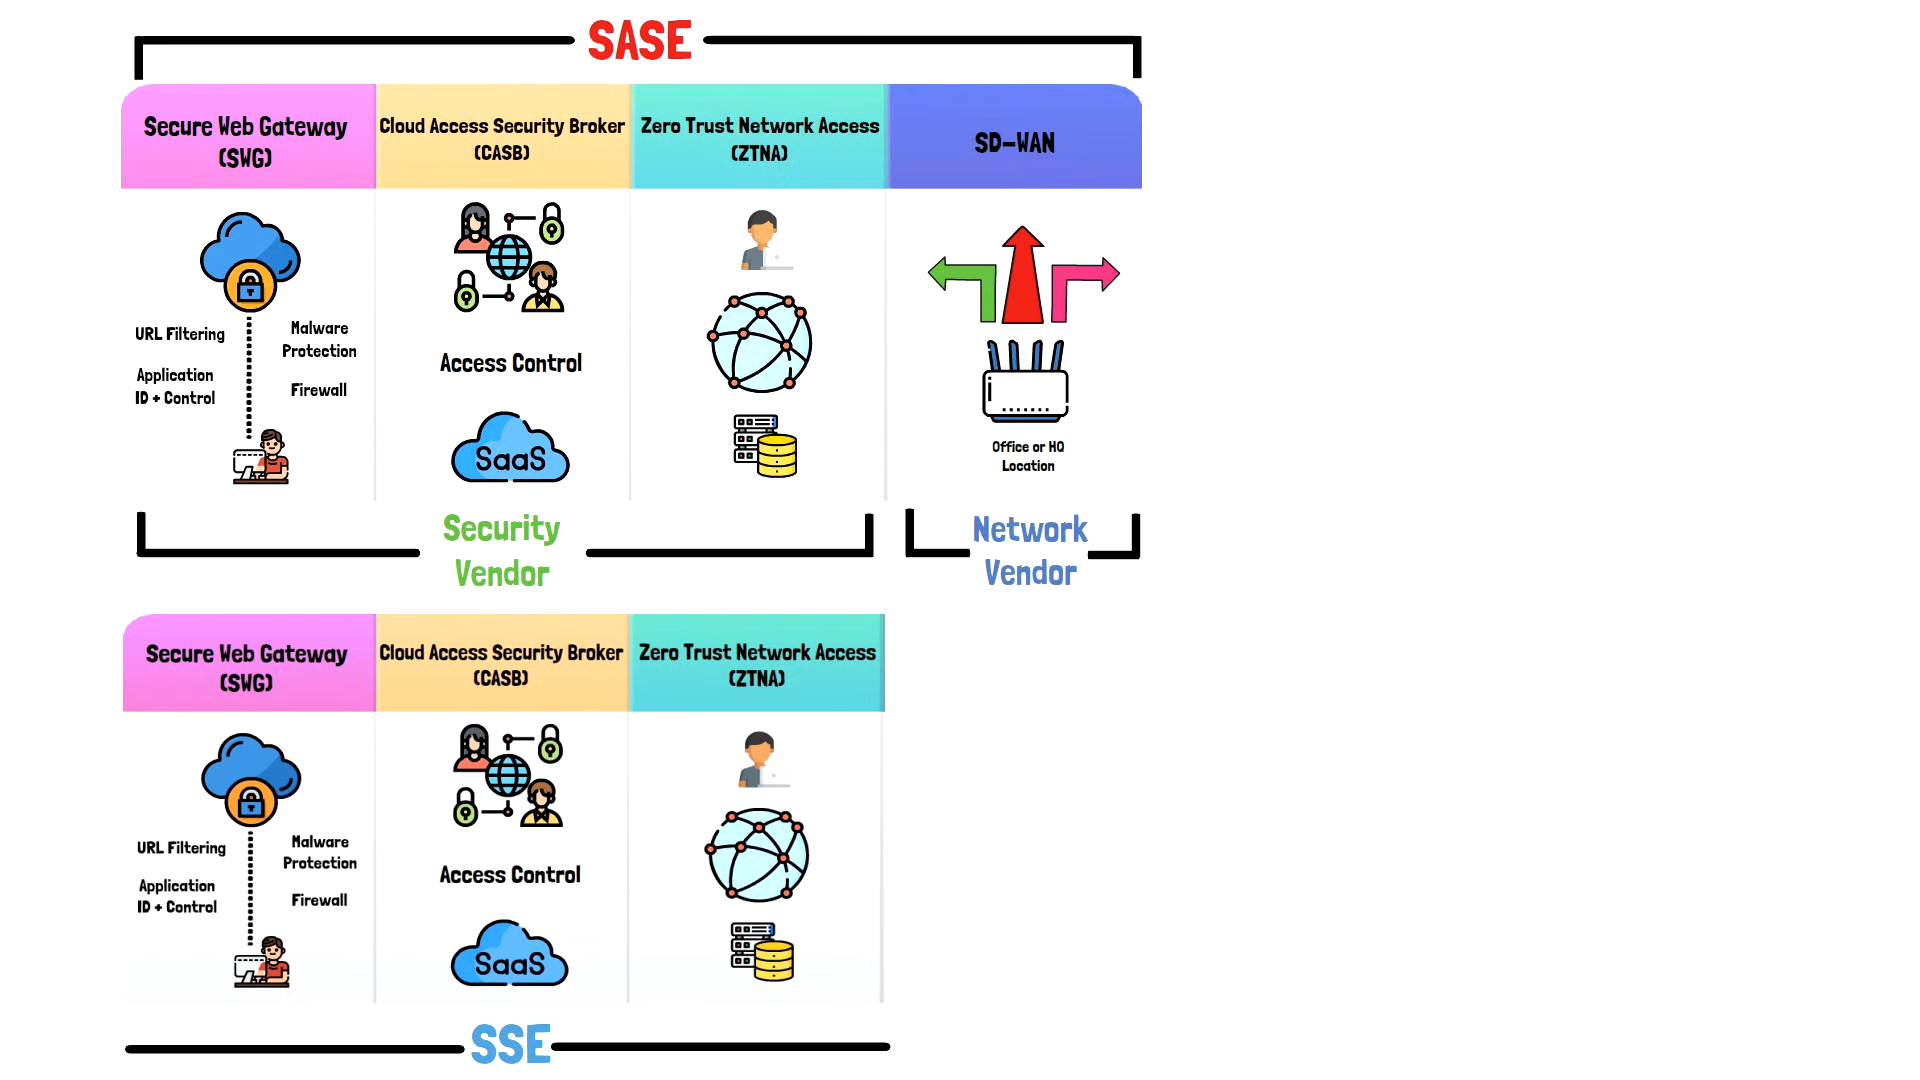 SASE
Secure Web Gateway
(SWG)
Cloud Access Security Broker
(CASB)
Zero Trust Network Access
(ZTNA)
SD-WAN
URL Filtering
Application
ID + Control
Malware
Protection
Firewall
Access Control
SaaS
Office or HQ
Location
Security
Vendor
Network
Vendor
Secure Web Gateway
(SWG)
Cloud Access Security Broker
(CASB)
Zero Trust Network Access
(ZTNA)
URL Filtering
Application
ID + Control
Malware
Protection
Firewall
Access Control
SaaS
SSE